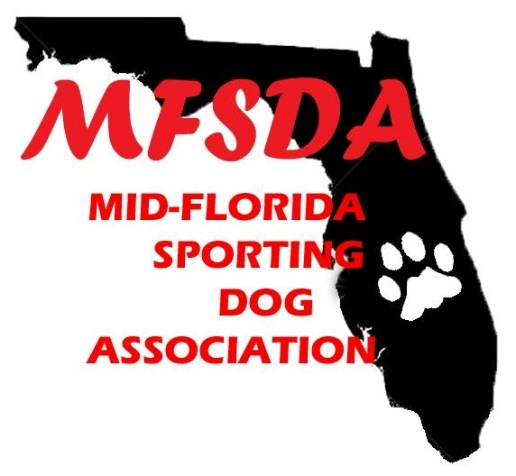 MFSDA
MID-FLORIDA
SPORTING
DOG
ASSOCIATION